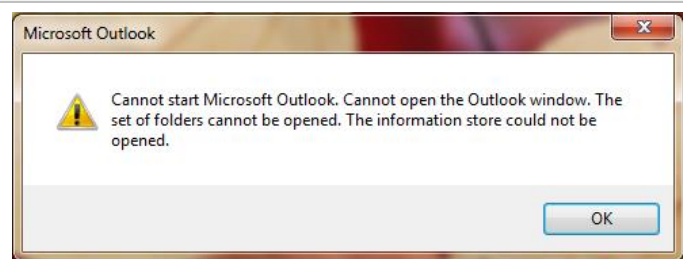 Microsoft Outlook
Cannot start Microsoft Outlook. Cannot open the Outlook window. The
set of folders cannot be opened. The information store could not be
opened.
OK